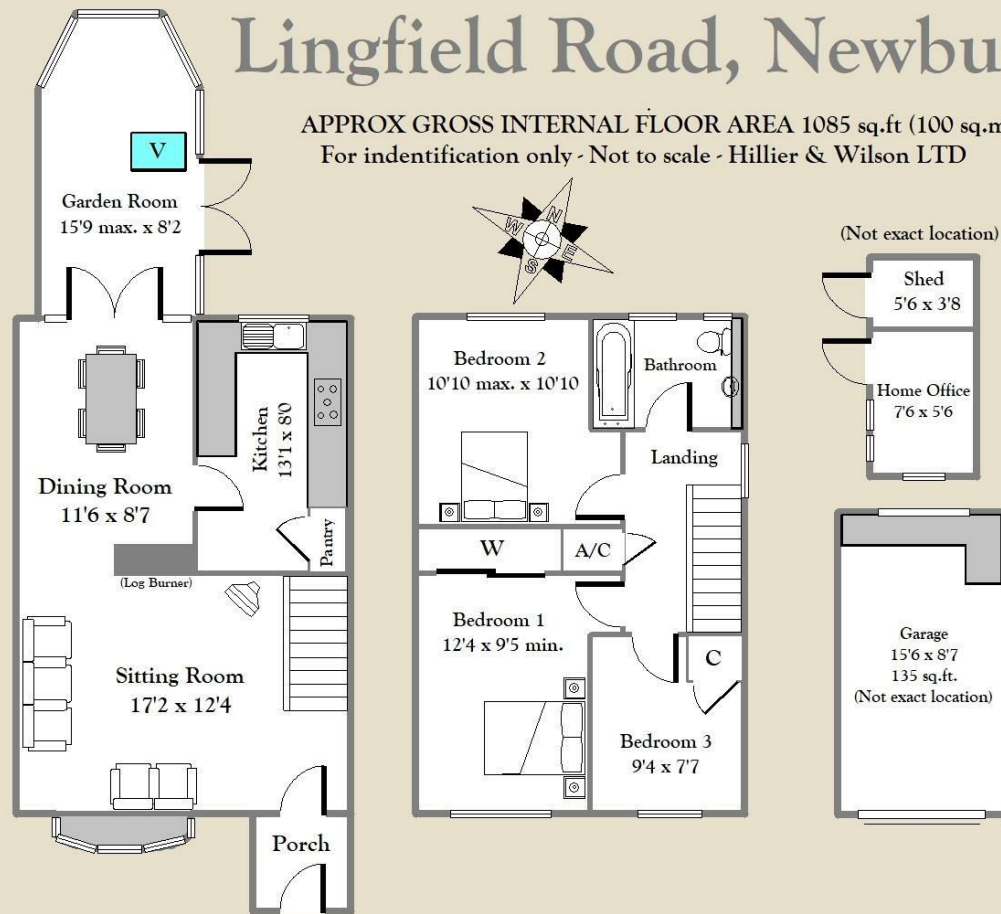 Lingfield Road, Newbu
APPROX GROSS INTERNAL FLOOR AREA 1085 sq.ft (100 sq.m
For indentification only - Not to scale - Hillier & Wilson LTD
V
Garden Room
15'9 max. x 8'2
N
W
E
S
(Not exact location)
Shed
5'6 x 3'8
Home Office
7'6 x 5'6
Bedroom 2
10'10 max. x 10'10
Bathroom
Landing
Kitchen
13'1 x 8'0
Dining Room
11'6 x 8'7
Pantry
(Log Burner)
W
A/C
Bedroom 1
12'4 x 9'5 min.
C
Sitting Room
17'2 x 12'4
Bedroom 3
9'4 x 7'7
Garage
15'6 x 8'7
135 sq.ft.
(Not exact location)
Porch